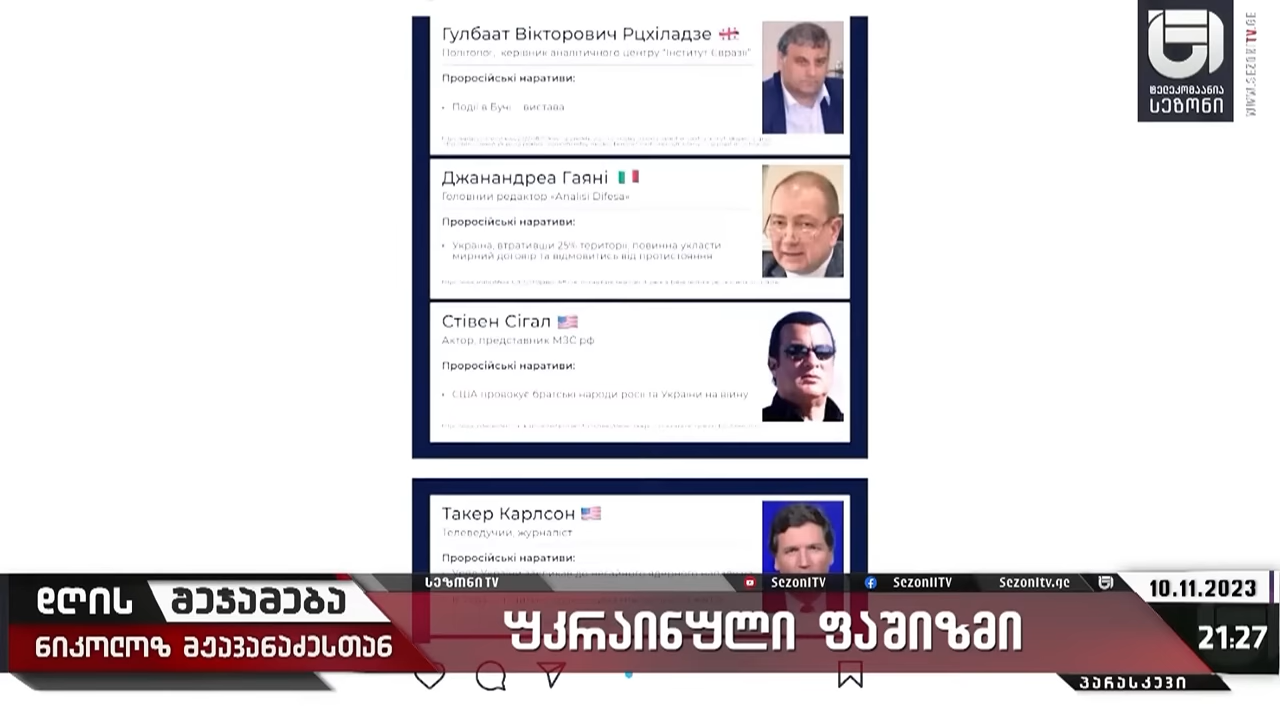 Гулбаат Вікторович Рцхіладзе
Політолог, керівник аналітичного центру "Інститут Євразії"
Проросійські наративи:
• Події в Бучі - вистава
Джанандреа Гаяні
Головний редактор «Analisi Difesa»
Проросійські наративи:
• Україна, втративши 25% території, повинна укласти
мирний договір та відмовитись від протистояння
Стівен Сігал
Актор, представник МЗС рф
Проросійські наративи:
• США провокує братські народи росії та України на війну
Такер Карлсон
Телеведучий, журналіст
Проросійські наративи:
ტელეკომპანია
სეზონი
WWW.SEZONITV.GE
სეზონი TV
SezoniTV
SezoniTV
Sezonitv.ge
10.11.2023
დღის შეჯამება
ნიკოლოზ მჟავანაძესთან
უკრაინული ფაშიზმი
21:27
პარასკევი